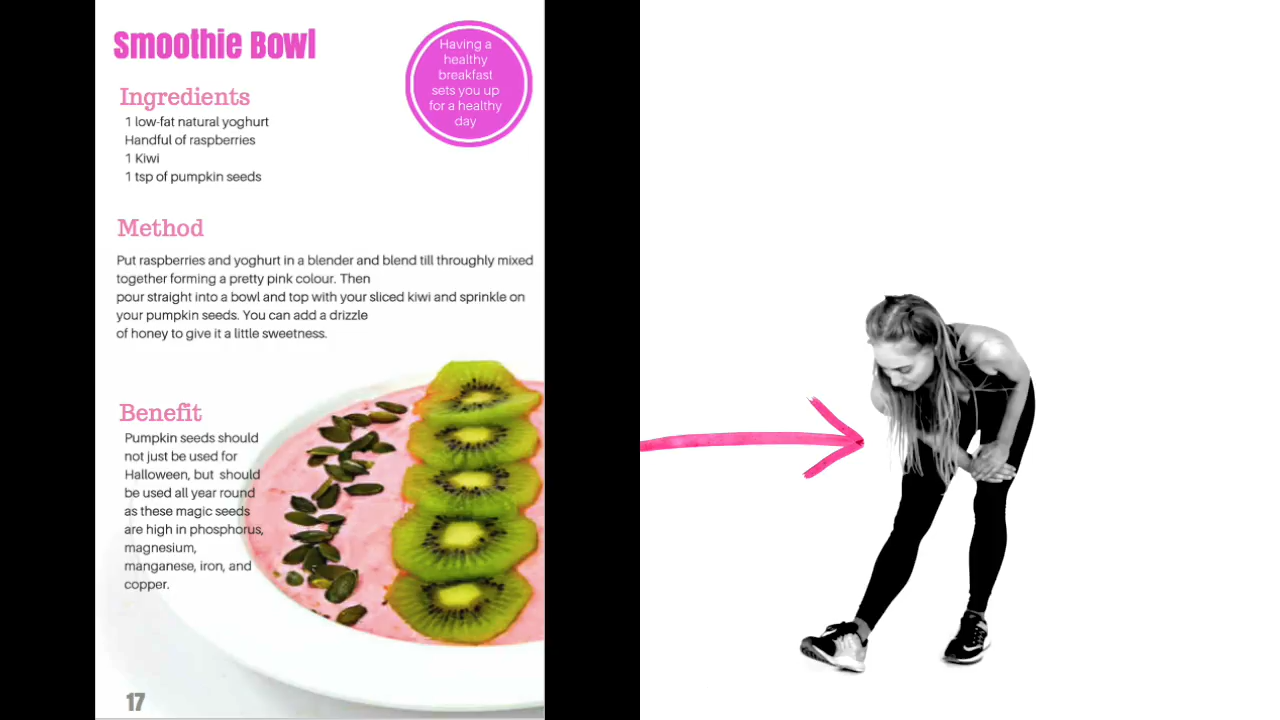 Smoothie Bowl
Having a
healthy
breakfast
sets you up
for a healthy
day
Ingredients
1 low-fat natural yoghurt
Handful of raspberries
1 Kiwi
1 tsp of pumpkin seeds
Method
Put raspberries and yoghurt in a blender and blend till throughly mixed
together forming a pretty pink colour. Then
pour straight into a bowl and top with your sliced kiwi and sprinkle on
your pumpkin seeds. You can add a drizzle
of honey to give it a little sweetness.
Benefit
Pumpkin seeds should
not just be used for
Halloween, but should
be used all year round
as these magic seeds
are high in phosphorus,
magnesium,
manganese, iron, and
copper.
17